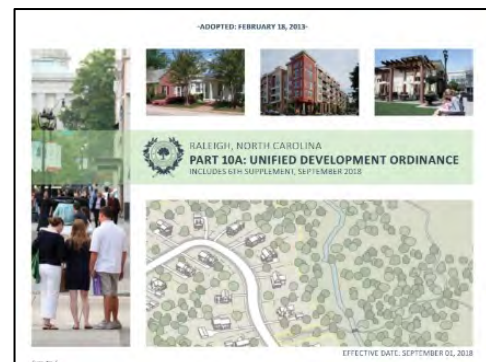 -ADOPTED: FEBRUARY 18, 2013-
RALEIGH, NORTH CAROLINA
PART 10A: UNIFIED DEVELOPMENT ORDINANCE
INCLUDES 6TH SUPPLEMENT, SEPTEMBER 2018
EFFECTIVE DATE: SEPTEMBER 01, 2018